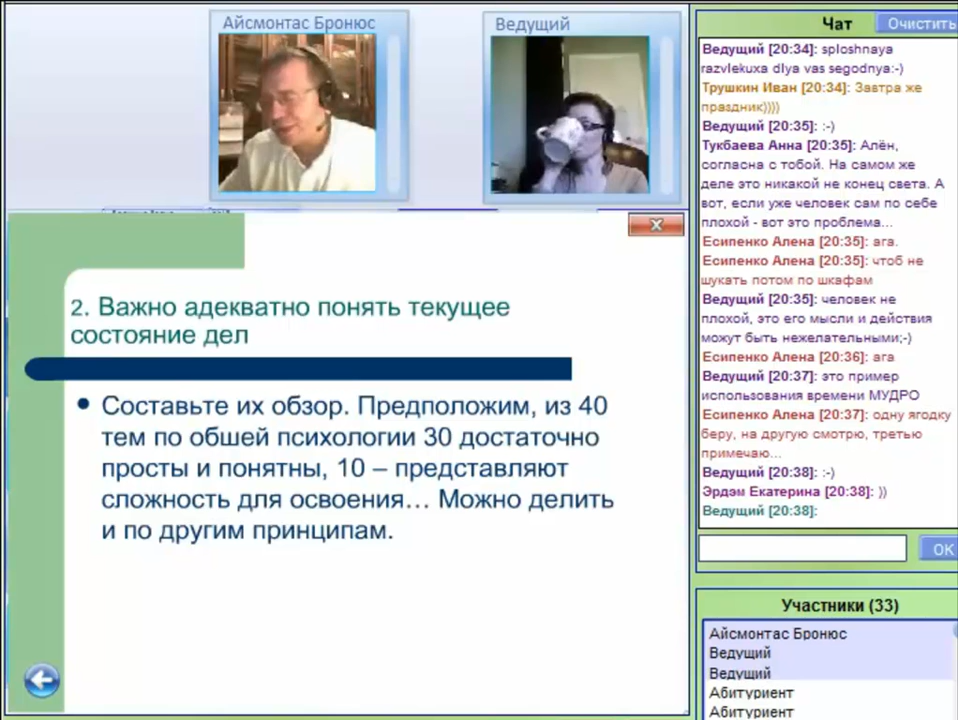 Айсмонтас Бронюс
Ведущий
2. Важно адекватно понять текущее
состояние дел
Составьте их обзор. Предположим, из 40
тем по обшей психологии 30 достаточно
просты и понятны, 10 – представляют
сложность для освоения… Можно делить
и по другим принципам.
Чат
Очистить
Ведущий [20:34]: sploshnaya
razvlekuxa dlya vas segodnya:-)
Трушкин Иван [20:34]: Завтра же
праздник))))
Ведущий [20:35]: :-)
Тукбаева Анна [20:35]: Алён,
согласна с тобой. На самом же
деле это никакой не конец света. А
вот, если уже человек сам по себе
плохой - вот это проблема...
Есипенко Алена [20:35]: ага.
Есипенко Алена [20:35]: чтоб не
шукать потом по шкафам
Ведущий [20:35]: человек не
плохой, это его мысли и действия
можут быть нежелательными;-)
Есипенко Алена [20:36]: ага
Ведущий [20:37]: это пример
использования времени МУДРО
Есипенко Алена [20:37]: одну ягодку
беру, на другую смотрю, третью
примечаю...
Ведущий [20:38]: :-)
Эрдэм Екатерина [20:38]: ))
Ведущий [20:38]:
ОК
Участники (33)
Айсмонтас Бронюс
Ведущий
Ведущий
Абитуриент
Абитуриент